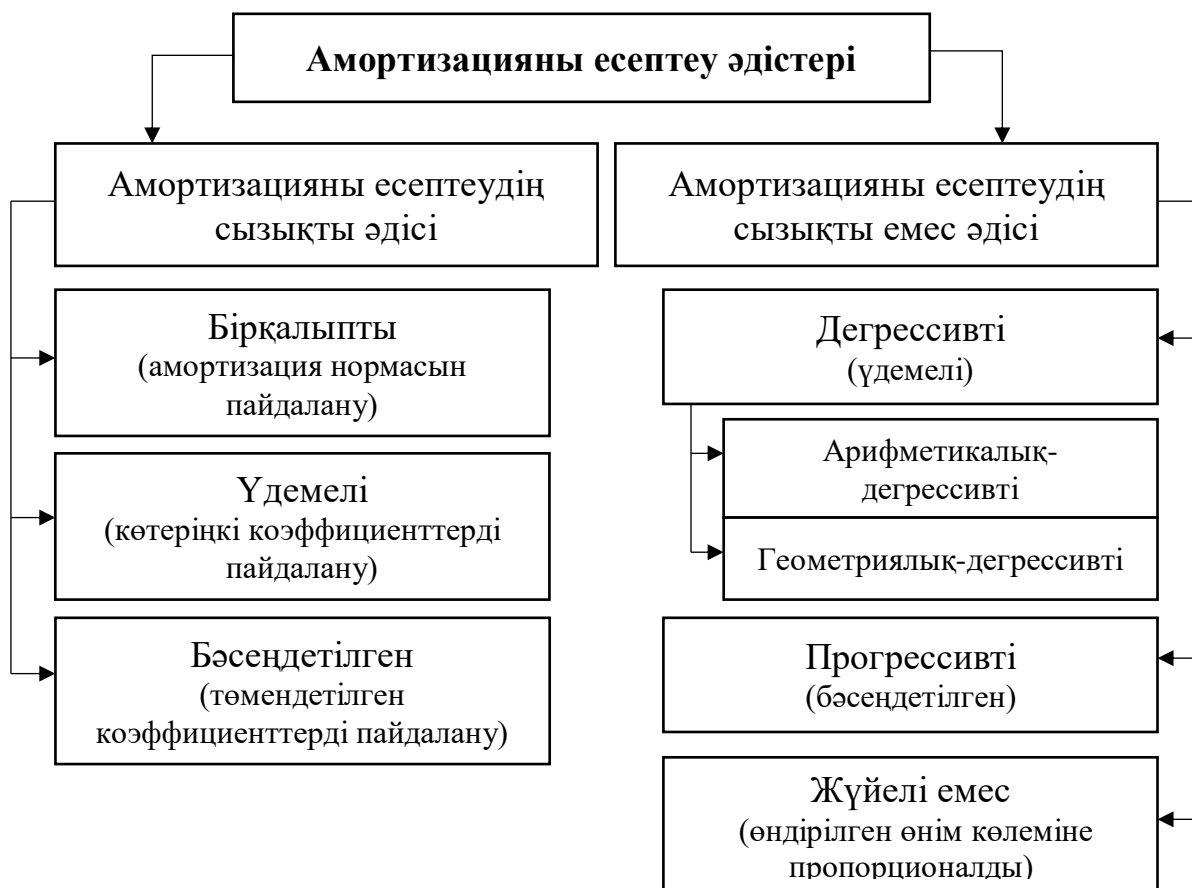 Амортизацияны есептеу әдістері
Амортизацияны есептеудің
сызықты әдісі
Бірқалыпты
(амортизация нормасын
пайдалану)
Үдемелі
(көтеріңкі коэффициенттерді
пайдалану)
Бәсеңдетілген
(төмендетілген
коэффициенттерді пайдалану)
Амортизацияны есептеудің
сызықты емес әдісі
Дегрессивті
(үдемелі)
Арифметикалық-
дегрессивті
Геометриялық-дегрессивті
Прогрессивті
(бәсеңдетілген)
Жүйелі емес
(өндірілген өнім көлеміне
пропорционалды)